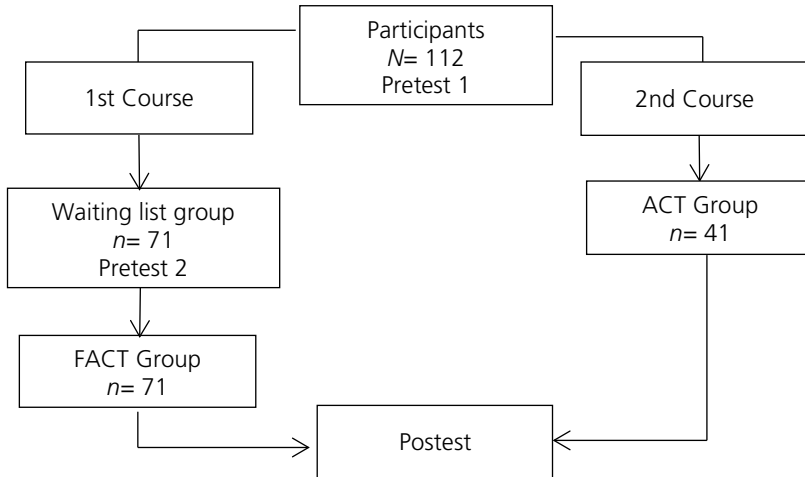 Participants
N= 112
Pretest 1
1st Course
2nd Course
Waiting list group
n= 71
Pretest 2
ACT Group
n= 41
FACT Group
n= 71
Postest